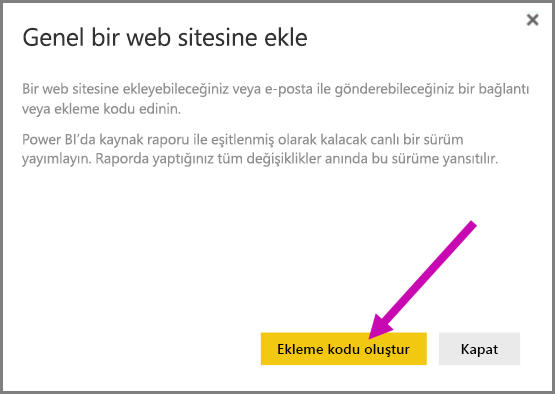 Genel bir web sitesine ekle
Bir web sitesine ekleyebileceğiniz veya e-posta ile gönderebileceğiniz bir bağlantı
veya ekleme kodu edinin.
Power BI’da kaynak raporu ile eşitlenmiş olarak kalacak canlı bir sürüm
yayımlayın. Raporda yaptığınız tüm değişiklikler anında bu sürüme yansıtılır.
Ekleme kodu oluştur
Kapat